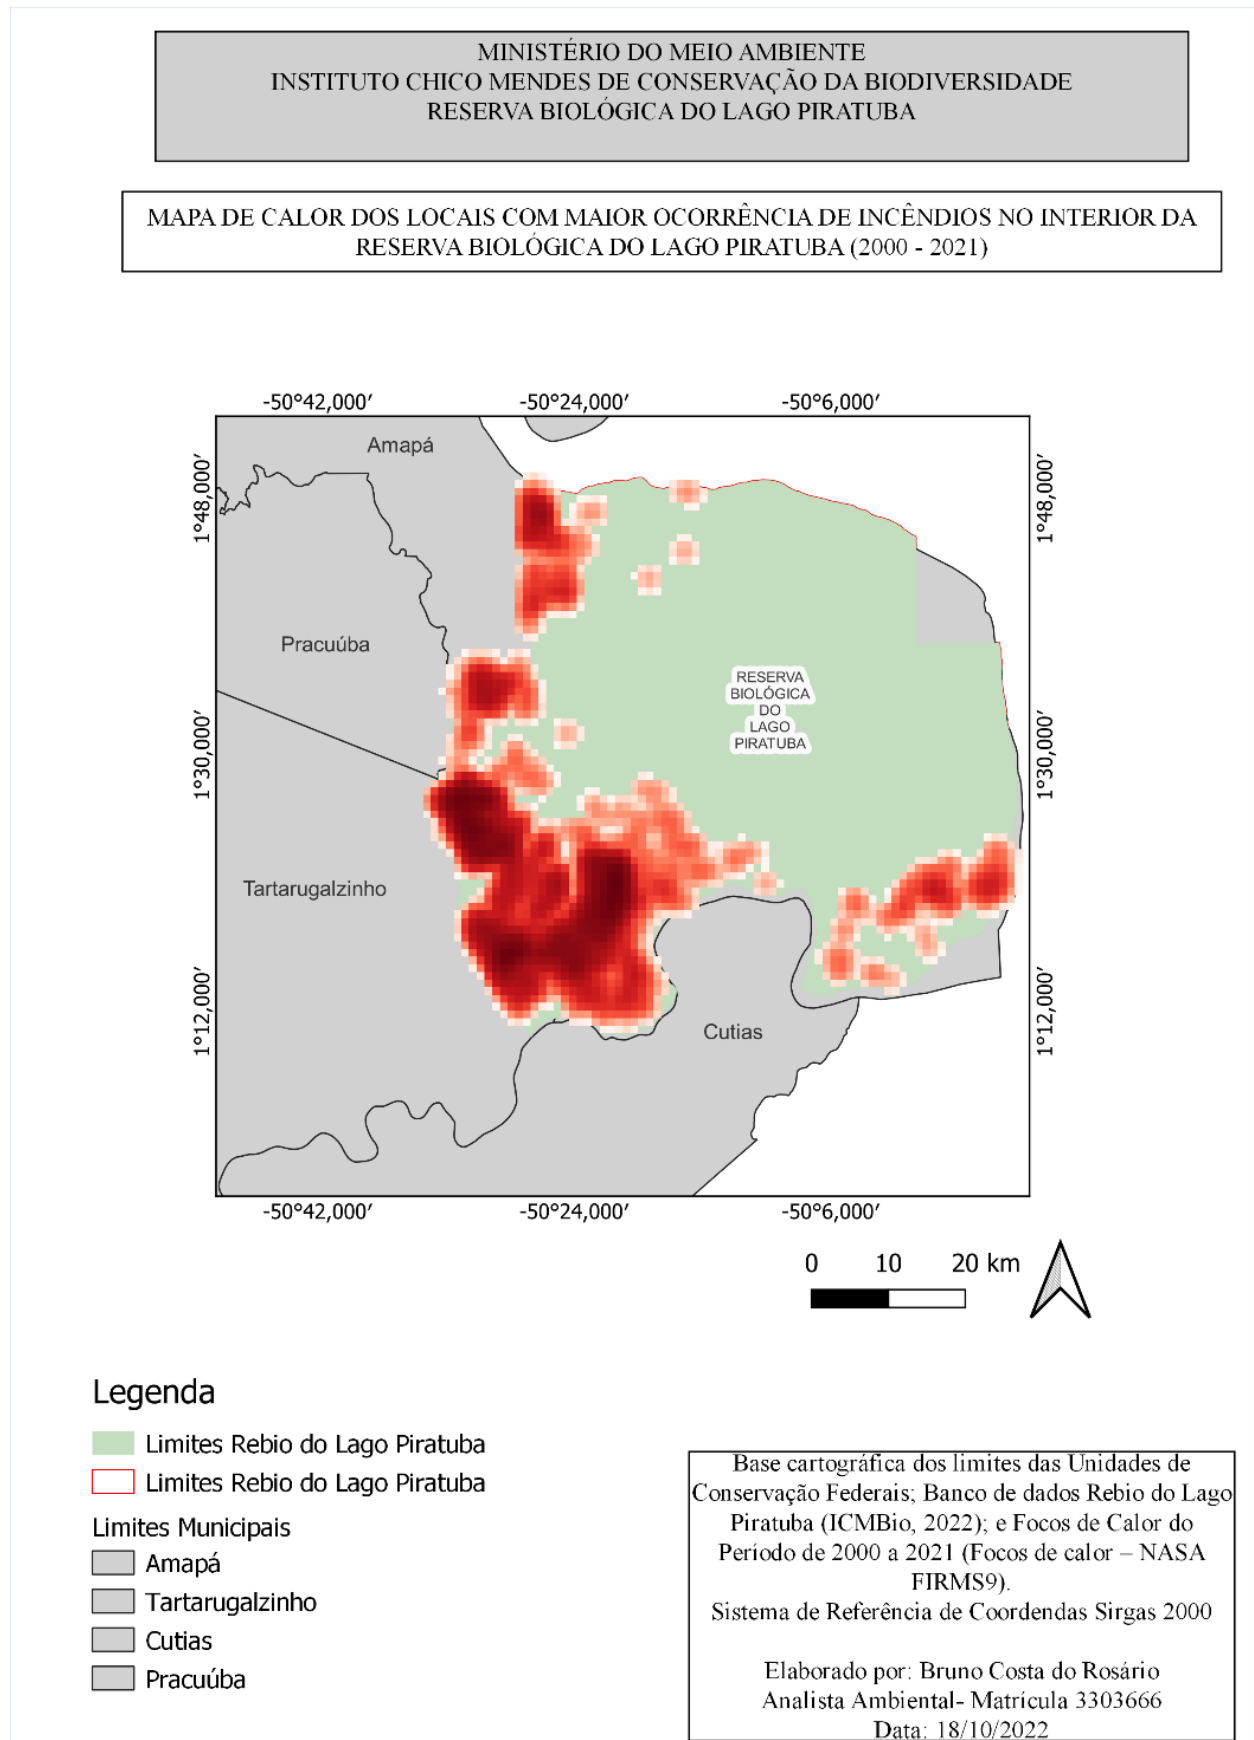 MINISTÉRIO DO MEIO AMBIENTE
INSTITUTO CHICO MENDES DE CONSERVAÇÃO DA BIODIVERSIDADE
RESERVA BIOLÓGICA DO LAGO PIRATUBA
MAPA DE CALOR DOS LOCAIS COM MAIOR OCORRÊNCIA DE INCÊNDIOS NO INTERIOR DA
RESERVA BIOLÓGICA DO LAGO PIRATUBA (2000 - 2021)
-50°42,000′ -50°24,000′ -50°6,000′
Amapá
1°48,000′ 1°48,000′
Pracuúba
RESERVA
BIOLÓGICA
DO
LAGO
PIRATUBA
1°30,000′ 1°30,000′
Tartarugalzinho
1°12,000′ 1°12,000′
Cutias
-50°42,000′ -50°24,000′ -50°6,000′
0 10 20 km
Legenda
Limites Rebio do Lago Piratuba
Limites Rebio do Lago Piratuba
Limites Municipais
Amapá
Tartarugalzinho
Cutias
Pracuúba
Base cartográfica dos limites das Unidades de
Conservação Federais; Banco de dados Rebio do Lago
Piratuba (ICMBio, 2022); e Focos de Calor do
Período de 2000 a 2021 (Focos de calor – NASA
FIRMS9).
Sistema de Referência de Coordendas Sirgas 2000
Elaborado por: Bruno Costa do Rosário
Analista Ambiental- Matrícula 3303666
Data: 18/10/2022